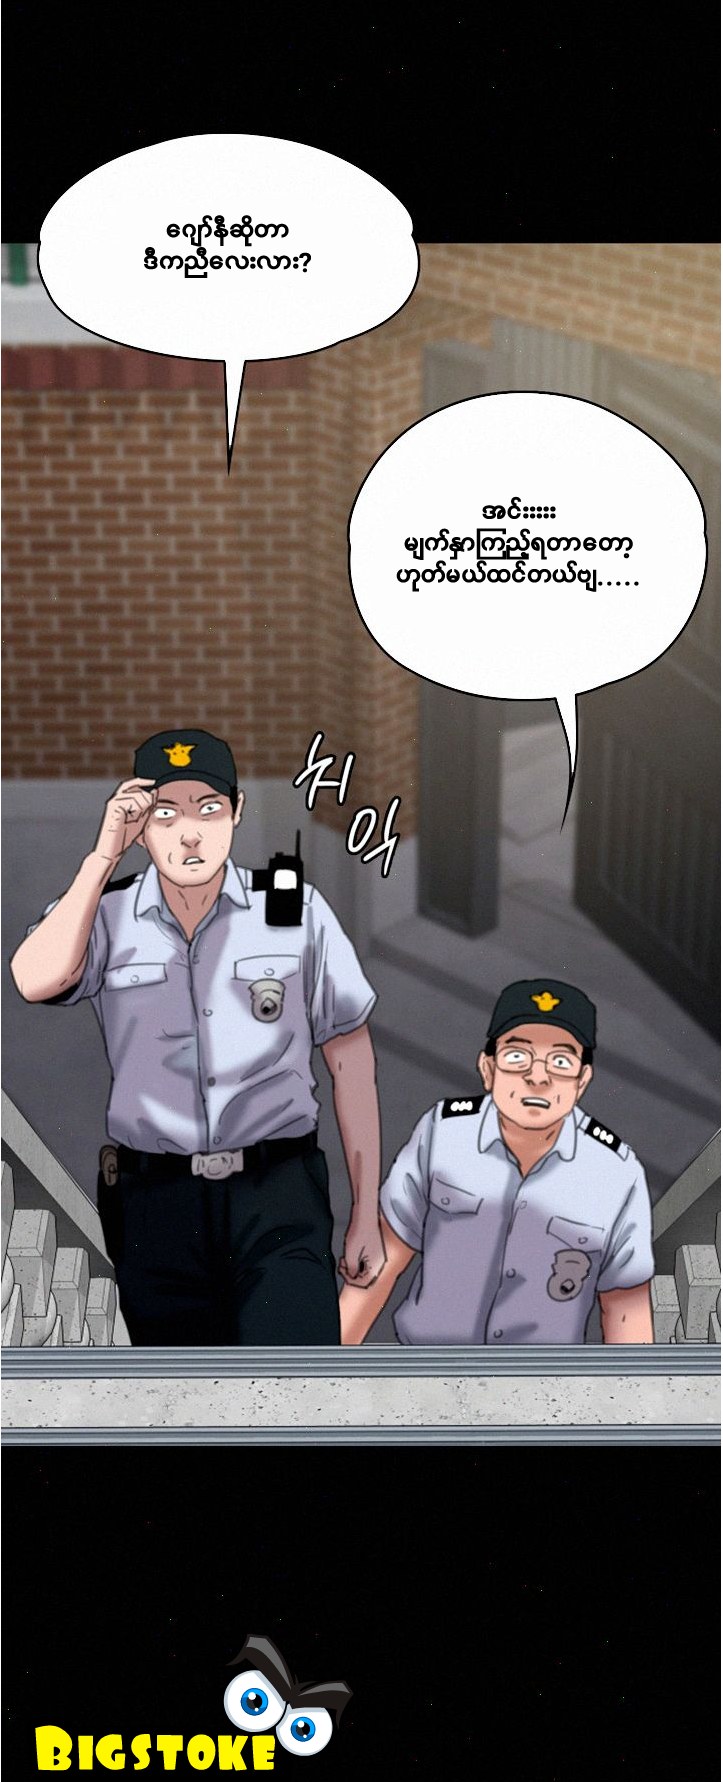 ဂျော်နီဆိုတာ
ဒီကညီလေးလား?
အင်းးးးး
မျက်နှာကြည့်ရတာတော့
ဟုတ်မယ်ထင်တယ်ဗျ.....
치익
BIGSTOKE